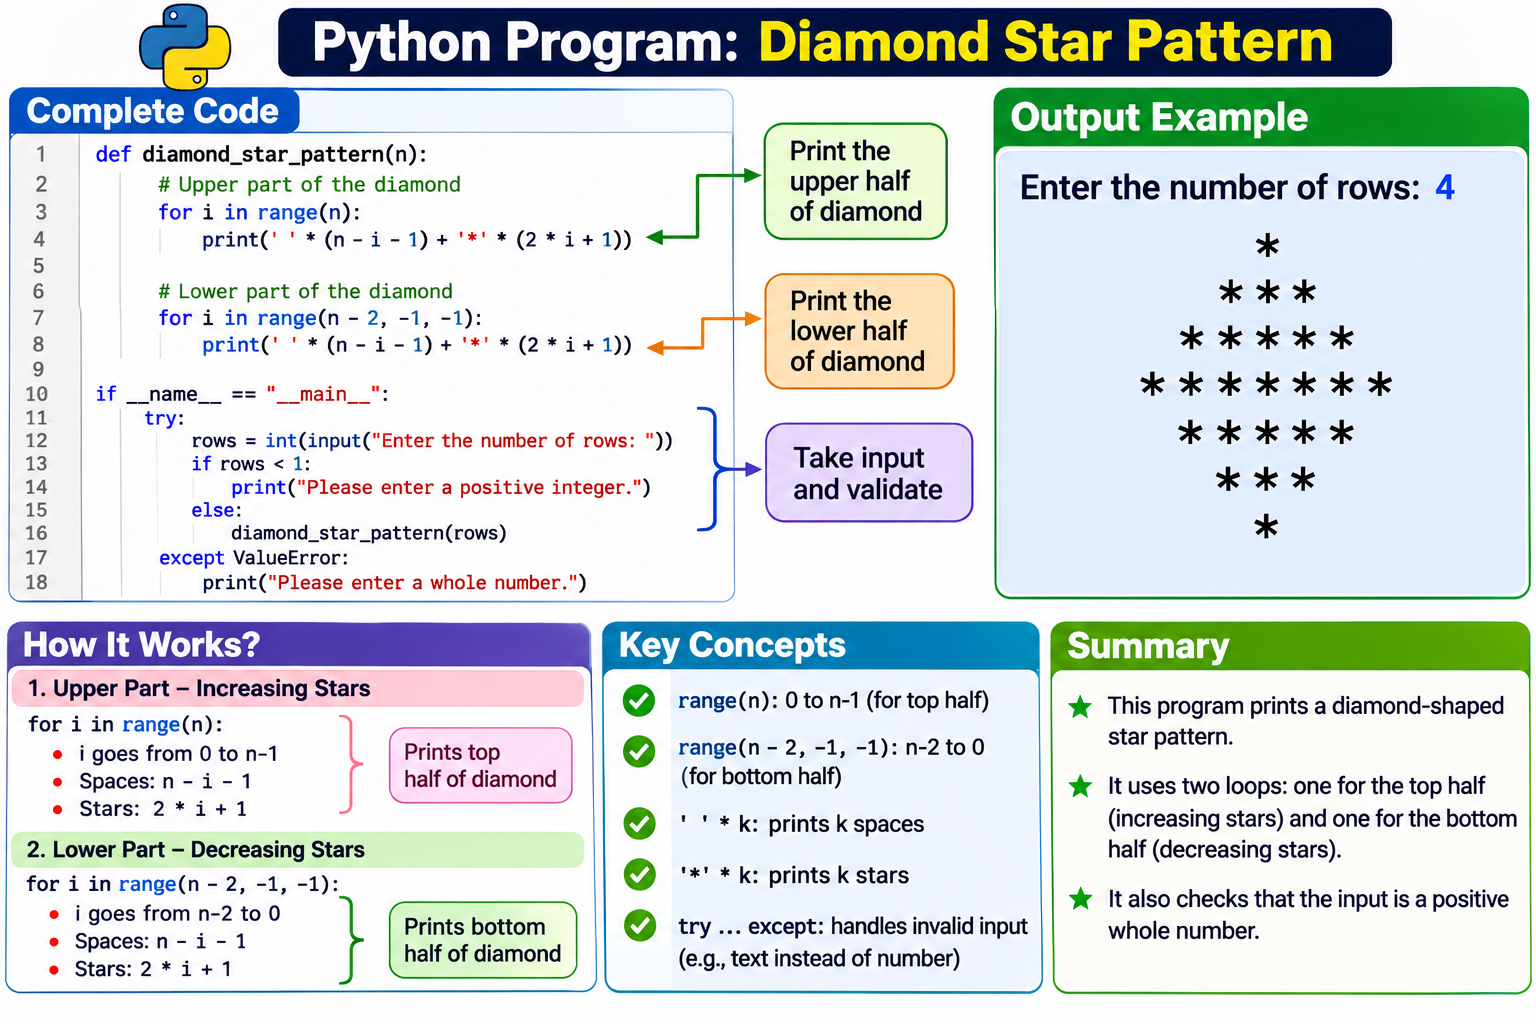 Python Program: Diamond Star Pattern
Complete Code
1 def diamond_star_pattern(n):
2 # Upper part of the diamond
3 for i in range(n):
4 print(' ' * (n - i - 1) + '*' * (2 * i + 1))
5
6 # Lower part of the diamond
7 for i in range(n - 2, -1, -1):
8 print(' ' * (n - i - 1) + '*' * (2 * i + 1))
9
10 if __name__ == "__main__":
11 try:
12 rows = int(input("Enter the number of rows: "))
13 if rows < 1:
14 print("Please enter a positive integer.")
15 else:
16 diamond_star_pattern(rows)
17 except ValueError:
18 print("Please enter a whole number.")
Print the
upper half
of diamond
Print the
lower half
of diamond
Take input
and validate
Output Example
Enter the number of rows: 4
*
* * *
* * * * *
* * * * * * *
* * * * *
* * *
*
How It Works?
1. Upper Part – Increasing Stars
for i in range(n):
• i goes from 0 to n-1
• Spaces: n - i - 1
• Stars: 2 * i + 1
Prints top
half of diamond
2. Lower Part – Decreasing Stars
for i in range(n - 2, -1, -1):
• i goes from n-2 to 0
• Spaces: n - i - 1
• Stars: 2 * i + 1
Prints bottom
half of diamond
Key Concepts
range(n): 0 to n-1 (for top half)
range(n - 2, -1, -1): n-2 to 0
(for bottom half)
' ' * k: prints k spaces
'*' * k: prints k stars
try ... except: handles invalid input
(e.g., text instead of number)
Summary
This program prints a diamond-shaped
star pattern.
It uses two loops: one for the top half
(increasing stars) and one for the bottom
half (decreasing stars).
It also checks that the input is a positive
whole number.